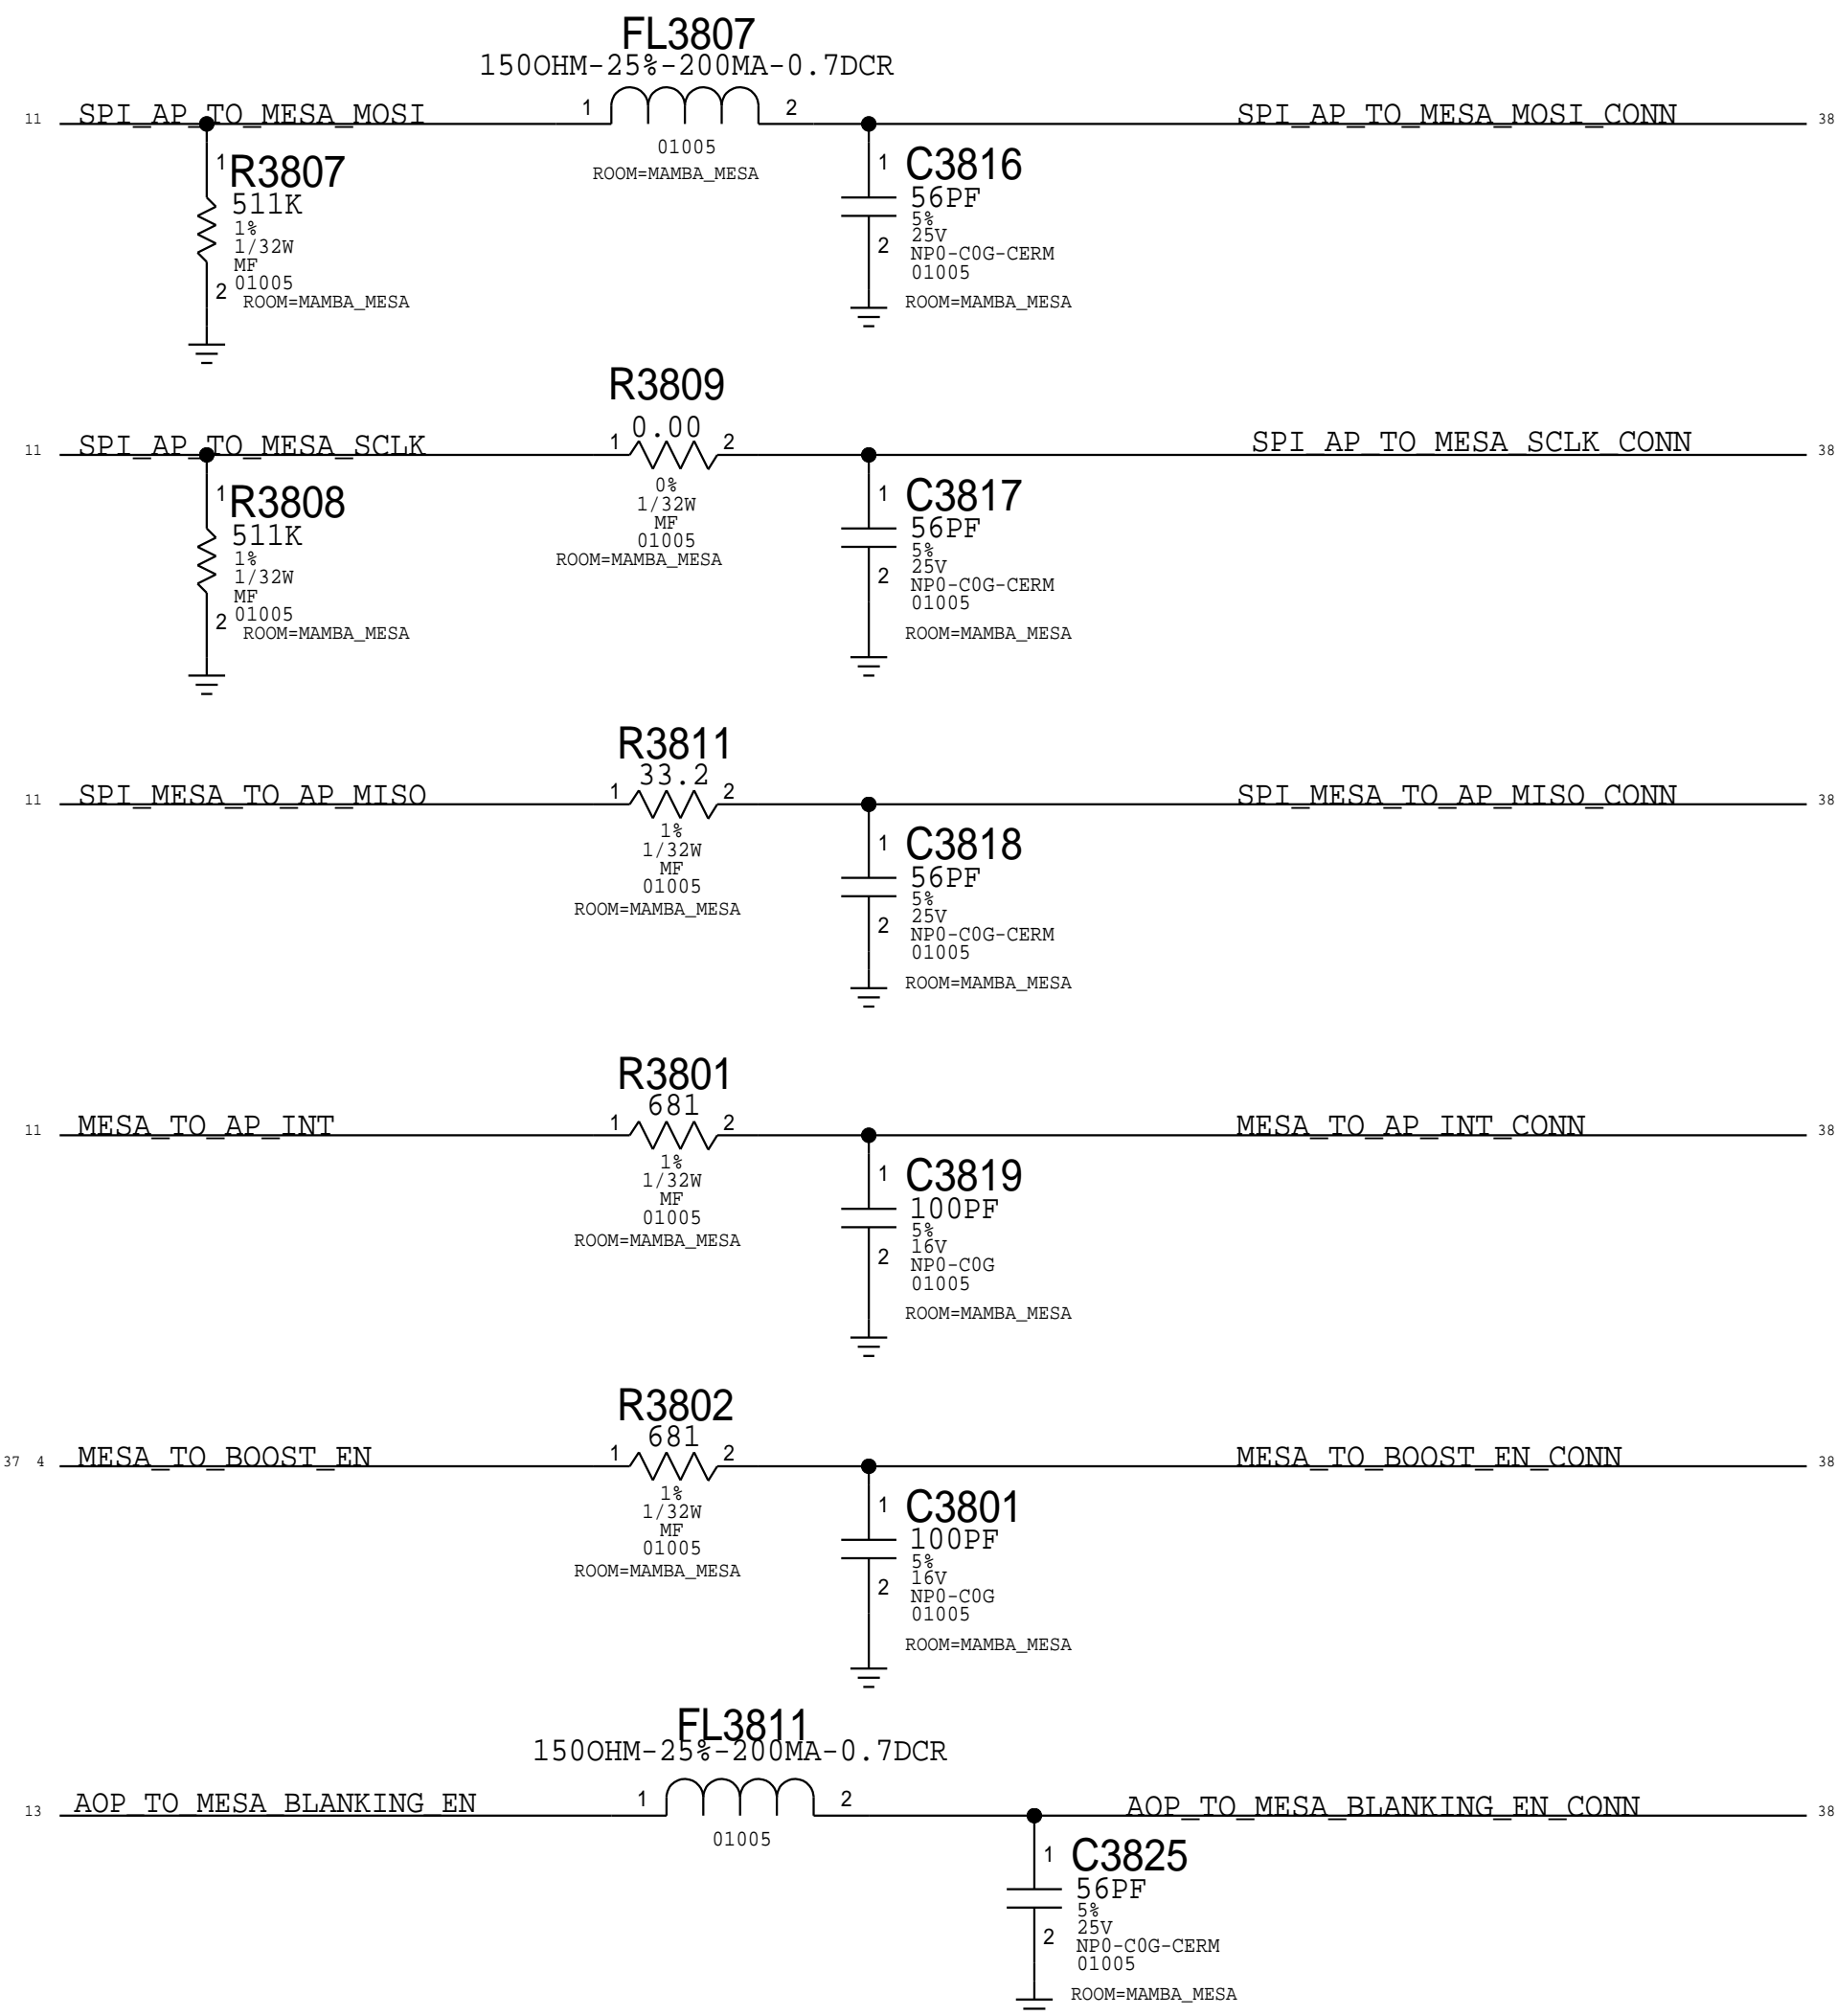 FL3807
150OHM-25%-200MA-0.7DCR
11 SPI_AP_TO_MESA_MOSI 1 2 SPI_AP_TO_MESA_MOSI_CONN 38
01005
ROOM=MAMBA_MESA
1 R3807
511K
1%
1/32W
MF
2 01005
ROOM=MAMBA_MESA
1 C3816
56PF
5%
25V
2 NP0-C0G-CERM
01005
ROOM=MAMBA_MESA
R3809
0.00
11 SPI_AP_TO_MESA_SCLK 1 2 SPI_AP_TO_MESA_SCLK_CONN 38
0%
1/32W
MF
01005
ROOM=MAMBA_MESA
1 R3808
511K
1%
1/32W
MF
2 01005
ROOM=MAMBA_MESA
1 C3817
56PF
5%
25V
2 NP0-C0G-CERM
01005
ROOM=MAMBA_MESA
R3811
33.2
11 SPI_MESA_TO_AP_MISO 1 2 SPI_MESA_TO_AP_MISO_CONN 38
1%
1/32W
MF
01005
ROOM=MAMBA_MESA
1 C3818
56PF
5%
25V
2 NP0-C0G-CERM
01005
ROOM=MAMBA_MESA
R3801
681
11 MESA_TO_AP_INT 1 2 MESA_TO_AP_INT_CONN 38
1%
1/32W
MF
01005
ROOM=MAMBA_MESA
1 C3819
100PF
5%
16V
2 NP0-C0G
01005
ROOM=MAMBA_MESA
R3802
681
37 4 MESA_TO_BOOST_EN 1 2 MESA_TO_BOOST_EN_CONN 38
1%
1/32W
MF
01005
ROOM=MAMBA_MESA
1 C3801
100PF
5%
16V
2 NP0-C0G
01005
ROOM=MAMBA_MESA
FL3811
150OHM-25%-200MA-0.7DCR
13 AOP_TO_MESA_BLANKING_EN 1 2 AOP_TO_MESA_BLANKING_EN_CONN 38
01005
1 C3825
56PF
5%
25V
2 NP0-C0G-CERM
01005
ROOM=MAMBA_MESA